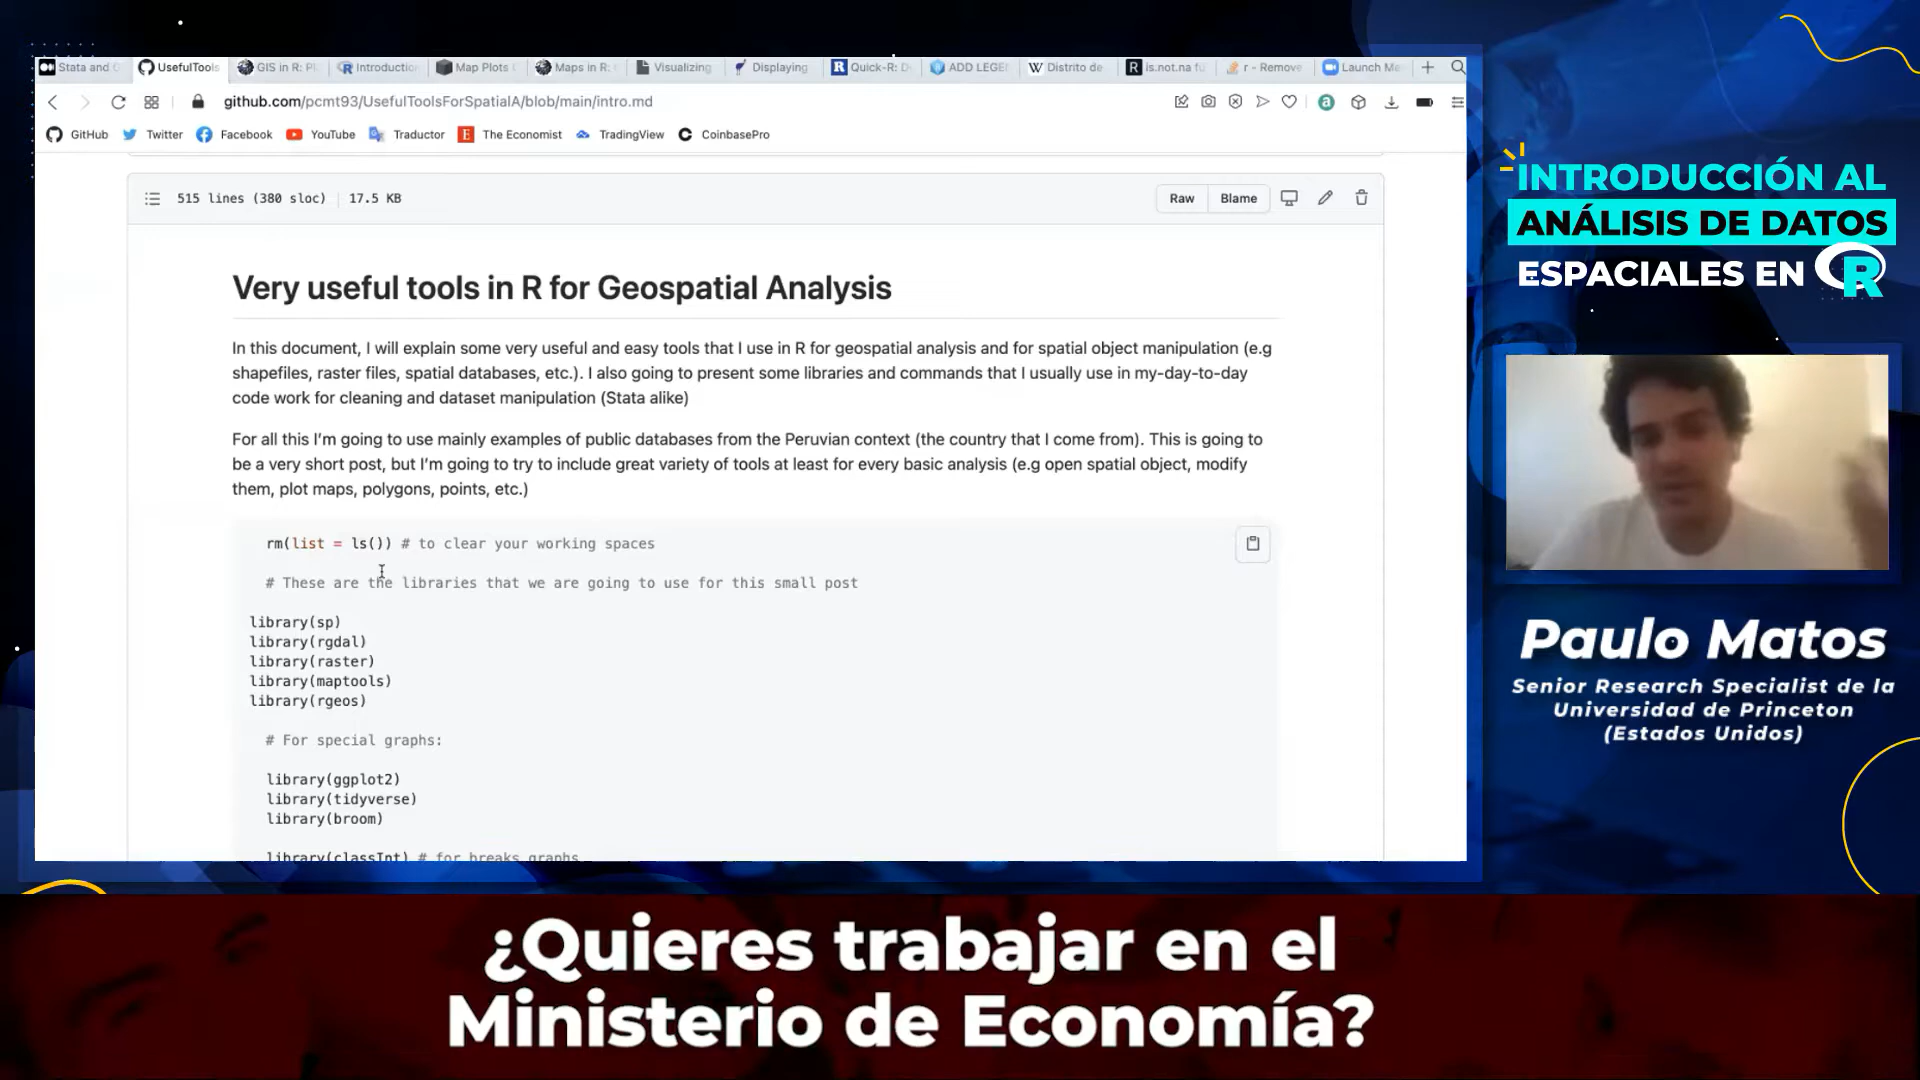 Stata and
UsefulTools
GIS in R: Pl
Introduction
Map Plots
Maps in R:
Visualizing
Displaying
Quick-R: D
ADD LEGEN
Distrito de
is.not.na fu
r - Remove
Launch Me
github.com/pcmt93/UsefulToolsForSpatialA/blob/main/intro.md
GitHub Twitter Facebook YouTube Traductor The Economist TradingView CoinbasePro
515 lines (380 sloc) 17.5 KB
Raw Blame
Very useful tools in R for Geospatial Analysis
In this document, I will explain some very useful and easy tools that I use in R for geospatial analysis and for spatial object manipulation (e.g
shapefiles, raster files, spatial databases, etc.). I also going to present some libraries and commands that I usually use in my-day-to-day
code work for cleaning and dataset manipulation (Stata alike)
For all this I'm going to use mainly examples of public databases from the Peruvian context (the country that I come from). This is going to
be a very short post, but I'm going to try to include great variety of tools at least for every basic analysis (e.g open spatial object, modify
them, plot maps, polygons, points, etc.)
rm(list = ls()) # to clear your working spaces
# These are the libraries that we are going to use for this small post
library(sp)
library(rgdal)
library(raster)
library(maptools)
library(rgeos)
# For special graphs:
library(ggplot2)
library(tidyverse)
library(broom)
library(classInt) # for breaks graphs
INTRODUCCIÓN AL
ANÁLISIS DE DATOS
ESPACIALES EN R
Paulo Matos
Senior Research Specialist de la
Universidad de Princeton
(Estados Unidos)
¿Quieres trabajar en el
Ministerio de Economía?